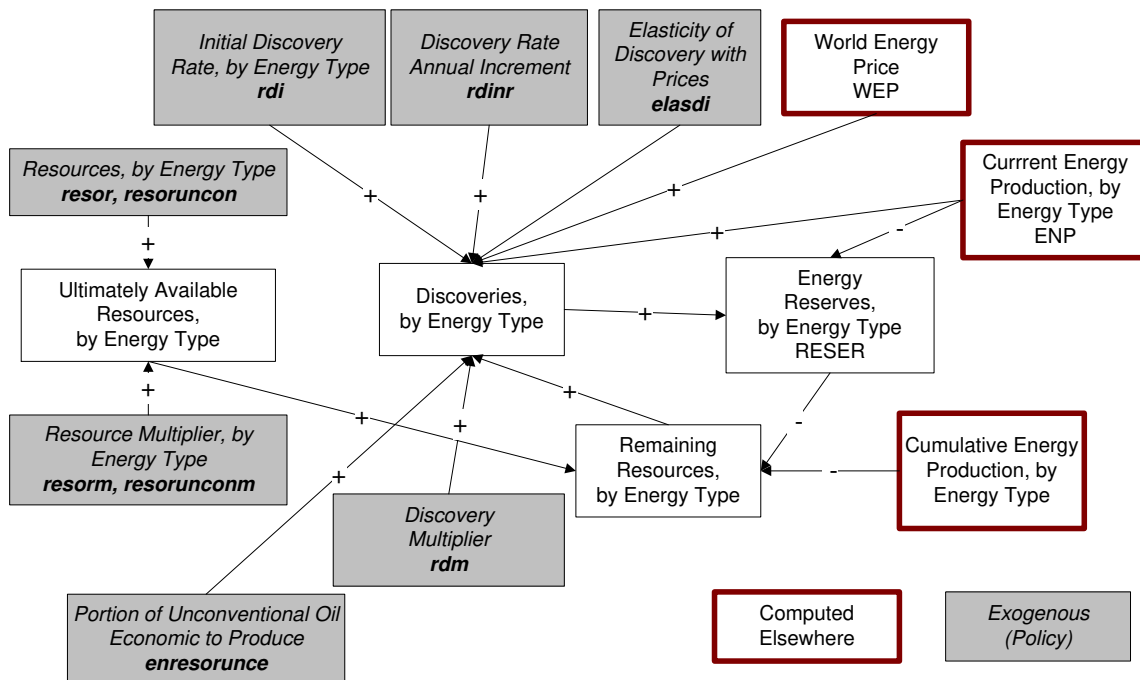 Initial Discovery
Rate, by Energy Type
rdi
Discovery Rate
Annual Increment
rdinr
Elasticity of
Discovery with
Prices
elasdi
World Energy
Price
WEP
Resources, by Energy Type
resor, resoruncon
Currrent Energy
Production, by
Energy Type
ENP
+
+
+
+
+
-
Ultimately Available
Resources,
by Energy Type
Discoveries,
by Energy Type
+
Energy
Reserves,
by Energy Type
RESER
+
+
+
-
Resource Multiplier, by
Energy Type
resorm, resorunconm
+
+
Remaining
Resources,
by Energy Type
-
Cumulative Energy
Production, by
Energy Type
Discovery
Multiplier
rdm
Portion of Unconventional Oil
Economic to Produce
enresorunce
Computed
Elsewhere
Exogenous
(Policy)